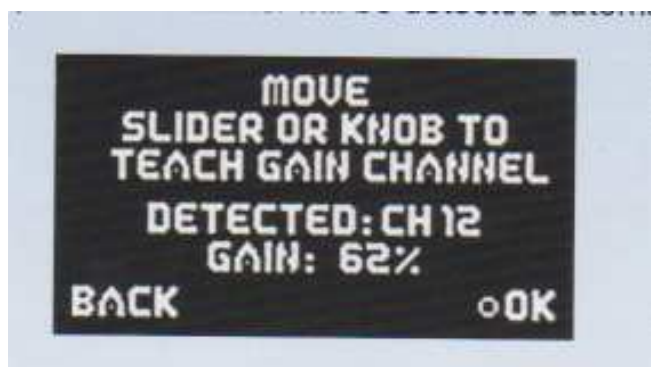 MOVE
SLIDER OR KNOB TO
TEACH GAIN CHANNEL
DETECTED: CH 12
GAIN: 62%
BACK OK